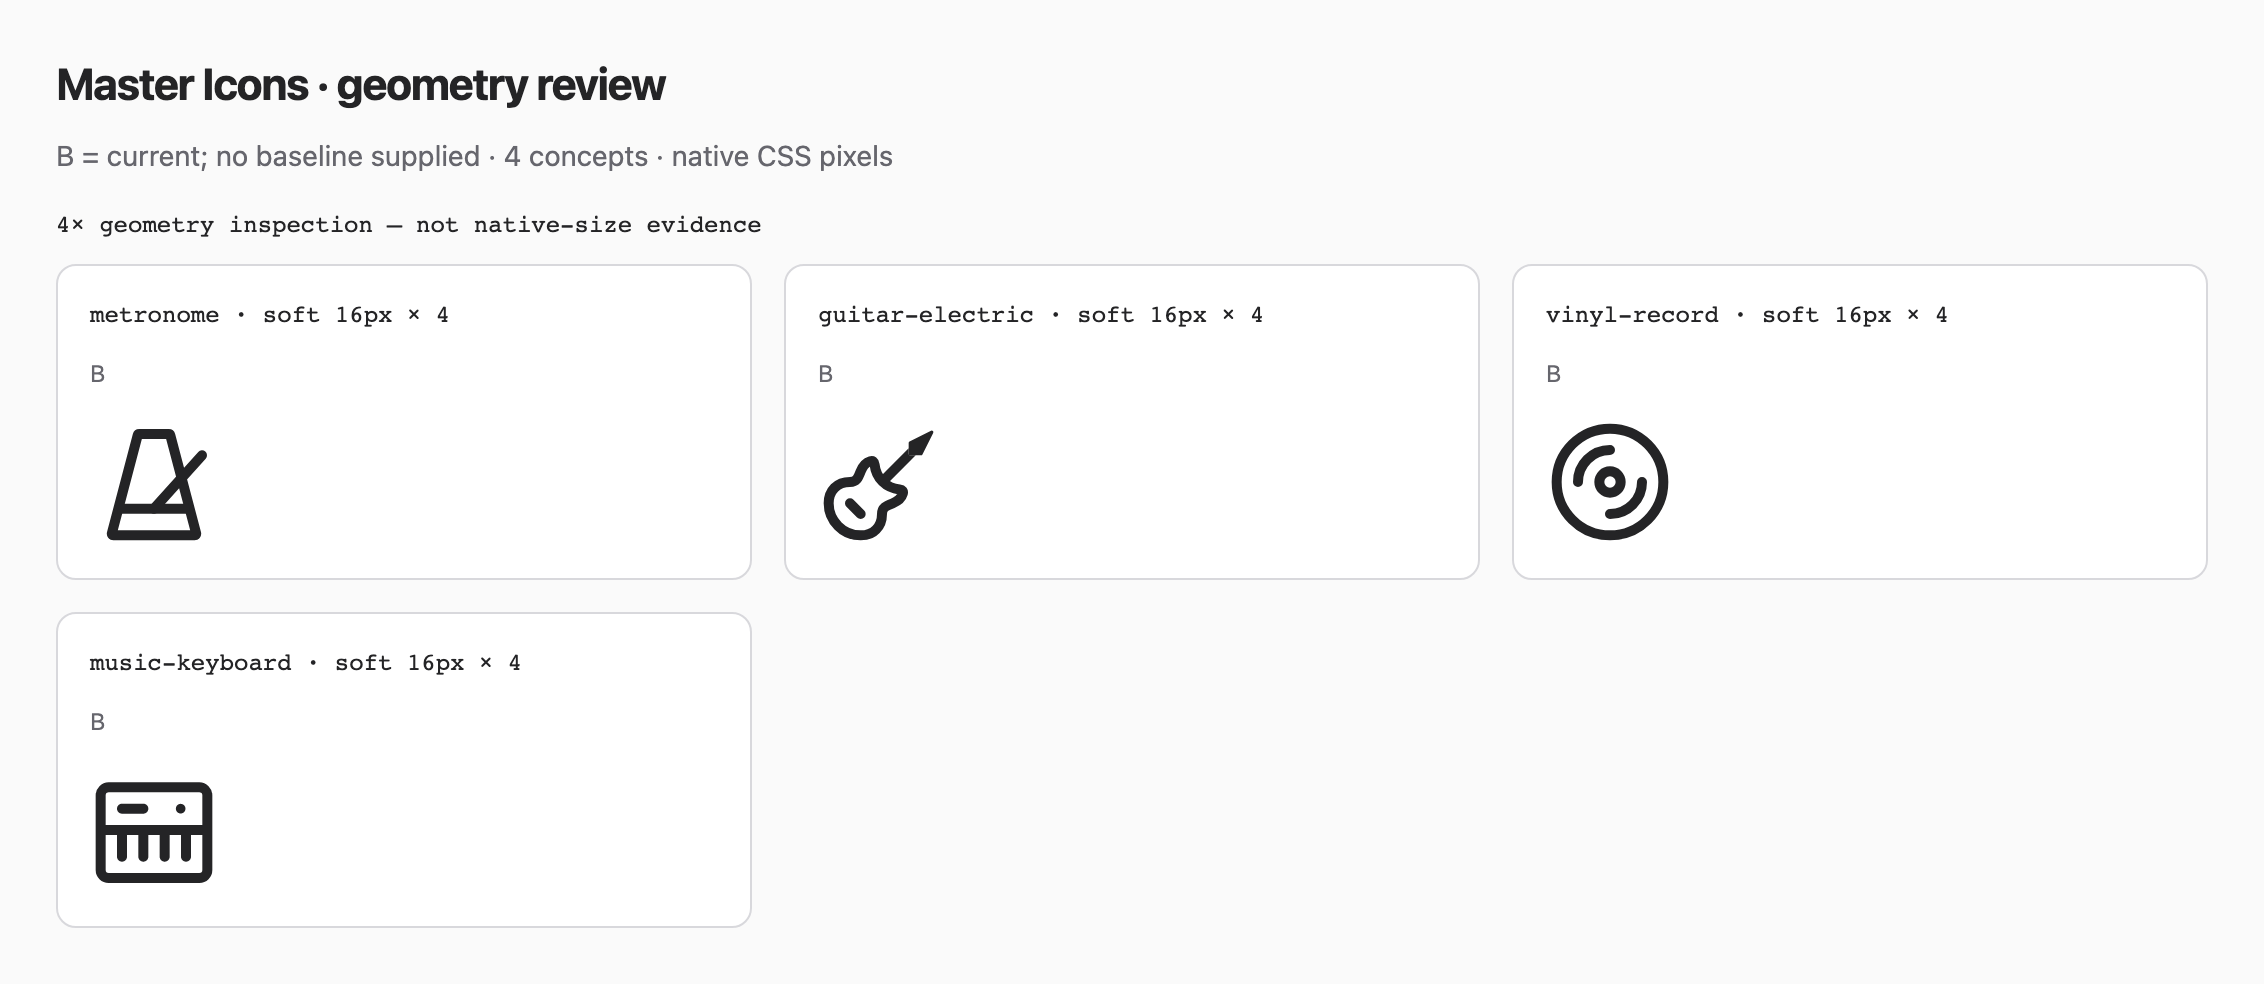 Master Icons · geometry review
B = current; no baseline supplied · 4 concepts · native CSS pixels
4× geometry inspection — not native-size evidence
metronome · soft 16px × 4
B
guitar-electric · soft 16px × 4
B
vinyl-record · soft 16px × 4
B
music-keyboard · soft 16px × 4
B